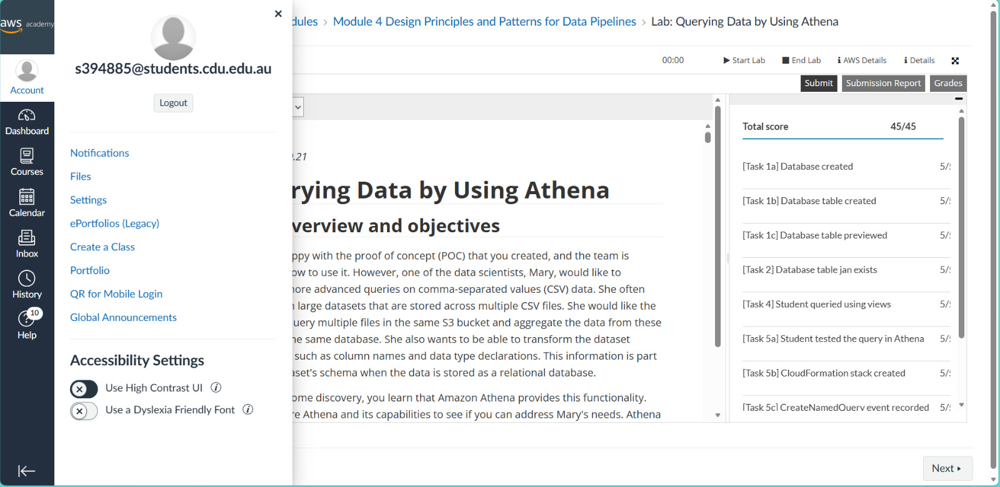 aws academy
Account
Dashboard
Courses
Calendar
Inbox
History
10
Help
s394885@students.cdu.edu.au
Logout
Notifications
Files
Settings
ePortfolios (Legacy)
Create a Class
Portfolio
QR for Mobile Login
Global Announcements
Accessibility Settings
Use High Contrast UI
Use a Dyslexia Friendly Font
dules > Module 4 Design Principles and Patterns for Data Pipelines > Lab: Querying Data by Using Athena
00:00 Start Lab End Lab AWS Details Details
Submit Submission Report Grades
.21
rying Data by Using Athena
verview and objectives
ppy with the proof of concept (POC) that you created, and the team is
ow to use it. However, one of the data scientists, Mary, would like to
ore advanced queries on comma-separated values (CSV) data. She often
large datasets that are stored across multiple CSV files. She would like the
uery multiple files in the same S3 bucket and aggregate the data from these
he same database. She also wants to be able to transform the dataset
such as column names and data type declarations. This information is part
aset's schema when the data is stored as a relational database.
ome discovery, you learn that Amazon Athena provides this functionality.
re Athena and its capabilities to see if you can address Mary's needs. Athena
Total score 45/45
[Task 1a] Database created 5/5
[Task 1b] Database table created 5/5
[Task 1c] Database table previewed 5/5
[Task 2] Database table jan exists 5/5
[Task 4] Student queried using views 5/5
[Task 5a] Student tested the query in Athena 5/5
[Task 5b] CloudFormation stack created 5/5
[Task 5c] CreateNamedQuery event recorded 5/5
Next